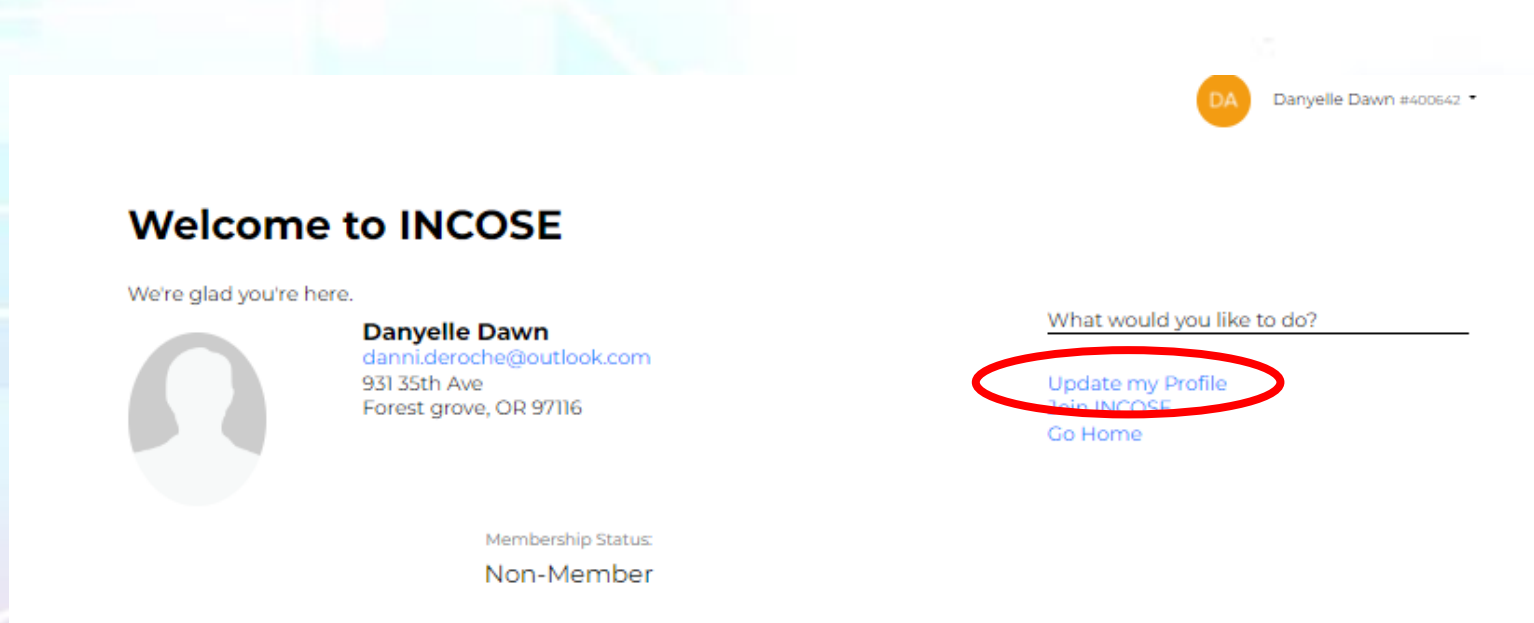 DA Danyelle Dawn #400642
Welcome to INCOSE
We're glad you're here.
Danyelle Dawn
danni.deroche@outlook.com
931 35th Ave
Forest grove, OR 97116
Membership Status:
Non-Member
What would you like to do?
Update my Profile
Join INCOSE
Go Home